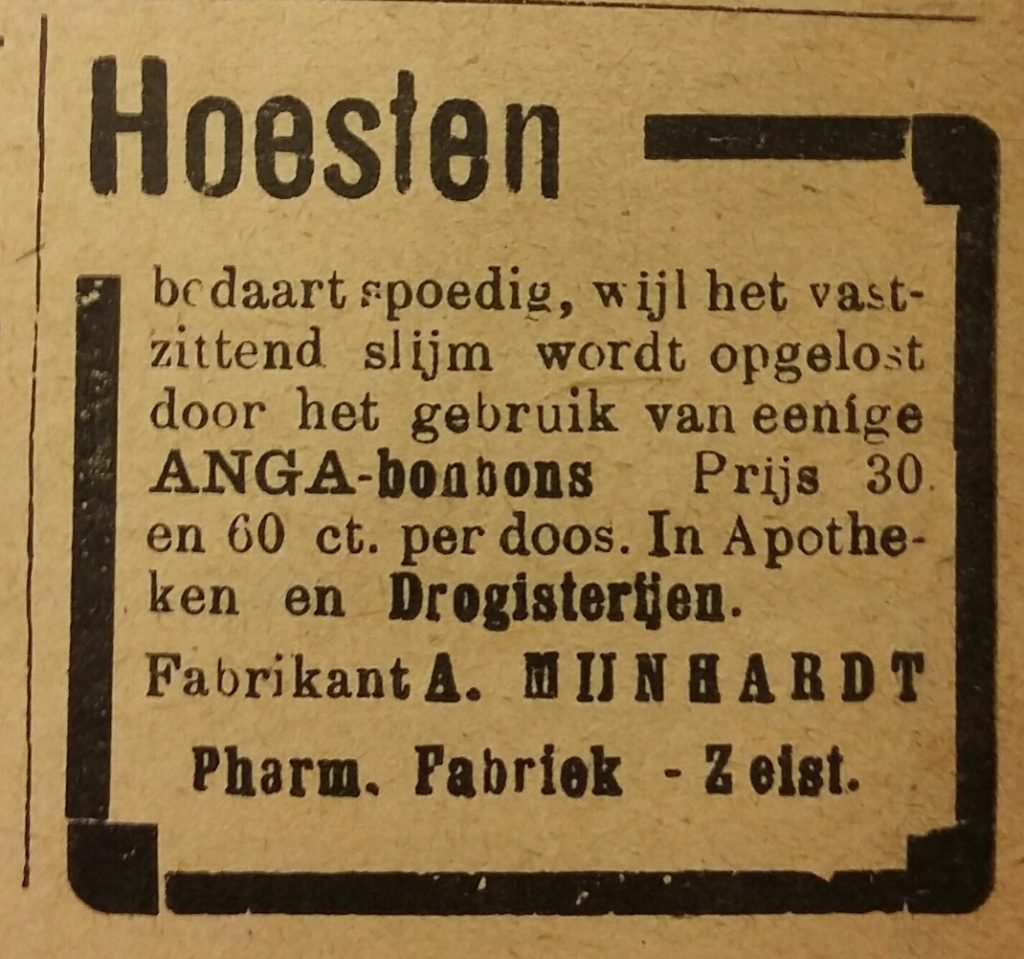 Hoesten
bedaart spoedig, wijl het vast-
zittend slijm wordt opgelost
door het gebruik van eenige
ANGA-bonbons Prijs 30
en 60 ct. per doos. In Apothe-
ken en Drogisterijen.
Fabrikant A. MIJNHARDT
Pharm. Fabriek - Zeist.